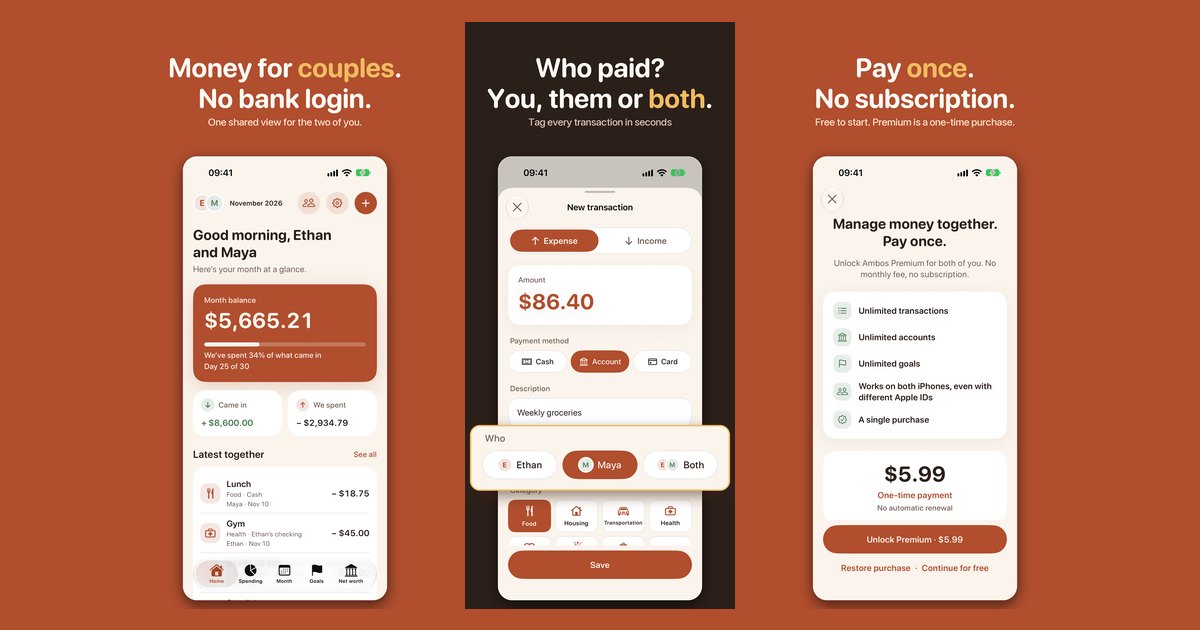 Money for couples.
No bank login.
One shared view for the two of you.
09:41
E M November 2026
Good morning, Ethan
and Maya
Here's your month at a glance.
Month balance
$5,665.21
We've spent 34% of what came in
Day 25 of 30
Came in
+ $8,600.00
We spent
− $2,934.79
Latest together See all
Lunch
Food · Cash
Maya · Nov 10
− $18.75
Gym
Health · Ethan's checking
Ethan · Nov 10
− $45.00
Home Spending Month Goals Net worth
Who paid?
You, them or both.
Tag every transaction in seconds
09:41
New transaction
Expense Income
Amount
$86.40
Payment method
Cash Account Card
Description
Weekly groceries
Who
E Ethan M Maya E M Both
Category
Food Housing Transportation Health
Save
Pay once.
No subscription.
Free to start. Premium is a one-time purchase.
09:41
Manage money together.
Pay once.
Unlock Ambos Premium for both of you. No
monthly fee, no subscription.
Unlimited transactions
Unlimited accounts
Unlimited goals
Works on both iPhones, even with
different Apple IDs
A single purchase
$5.99
One-time payment
No automatic renewal
Unlock Premium · $5.99
Restore purchase · Continue for free